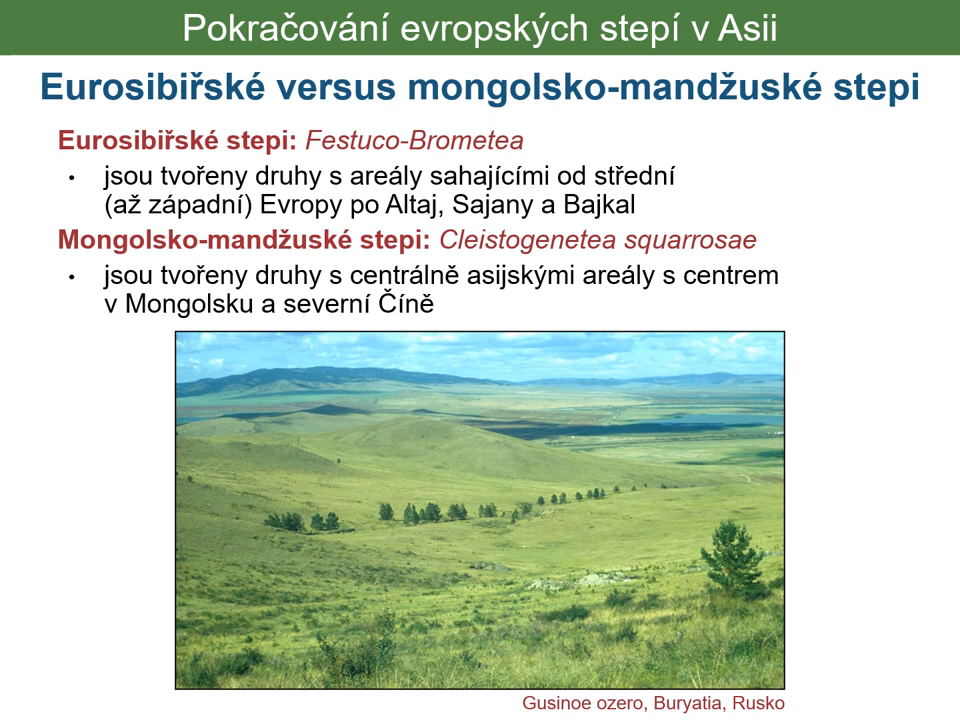 Pokračování evropských stepí v Asii
Eurosibiřské versus mongolsko-mandžuské stepi
Eurosibiřské stepi: Festuco-Brometea
• jsou tvořeny druhy s areály sahajícími od střední
(až západní) Evropy po Altaj, Sajany a Bajkal
Mongolsko-mandžuské stepi: Cleistogenetea squarrosae
• jsou tvořeny druhy s centrálně asijskými areály s centrem
v Mongolsku a severní Číně
Gusinoe ozero, Buryatia, Rusko